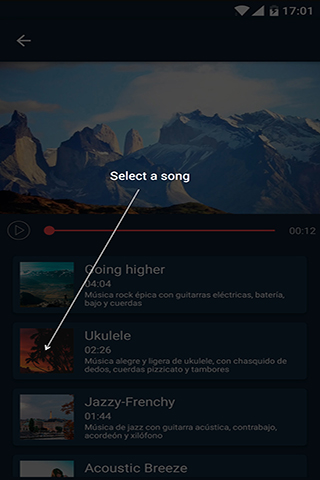 17:01
Select a song
00:12
Going higher
04:04
Música rock épica con guitarras eléctricas, batería,
bajo y cuerdas
Ukulele
02:26
Música alegre y ligera de ukulele, con chasquido de
dedos, cuerdas pizzicato y tambores
Jazzy-Frenchy
01:44
Música de jazz con guitarra acústica, contrabajo,
acordeón y xilófono
Acoustic Breeze